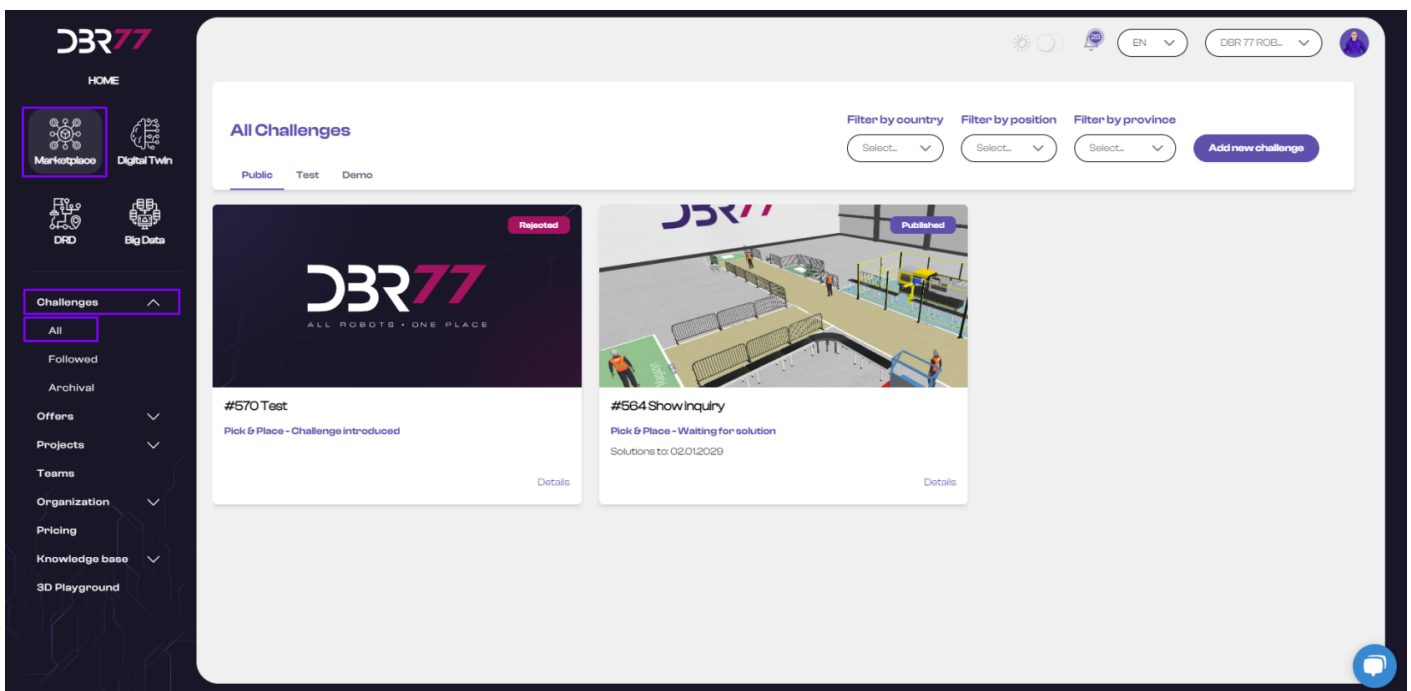 DBR77
HOME
Marketplace
Digital Twin
DRD
Big Data
Challenges
All
Followed
Archival
Offers
Projects
Teams
Organization
Pricing
Knowledge base
3D Playground
23
EN
DBR 77 ROB...
All Challenges
Filter by country
Filter by position
Filter by province
Select...
Select...
Select...
Add new challenge
Public
Test
Demo
Rejected
DBR77
ALL ROBOTS • ONE PLACE
#570 Test
Pick & Place - Challenge introduced
Details
DBR77
Published
#564 Show inquiry
Pick & Place - Waiting for solution
Solutions to: 02.01.2029
Details